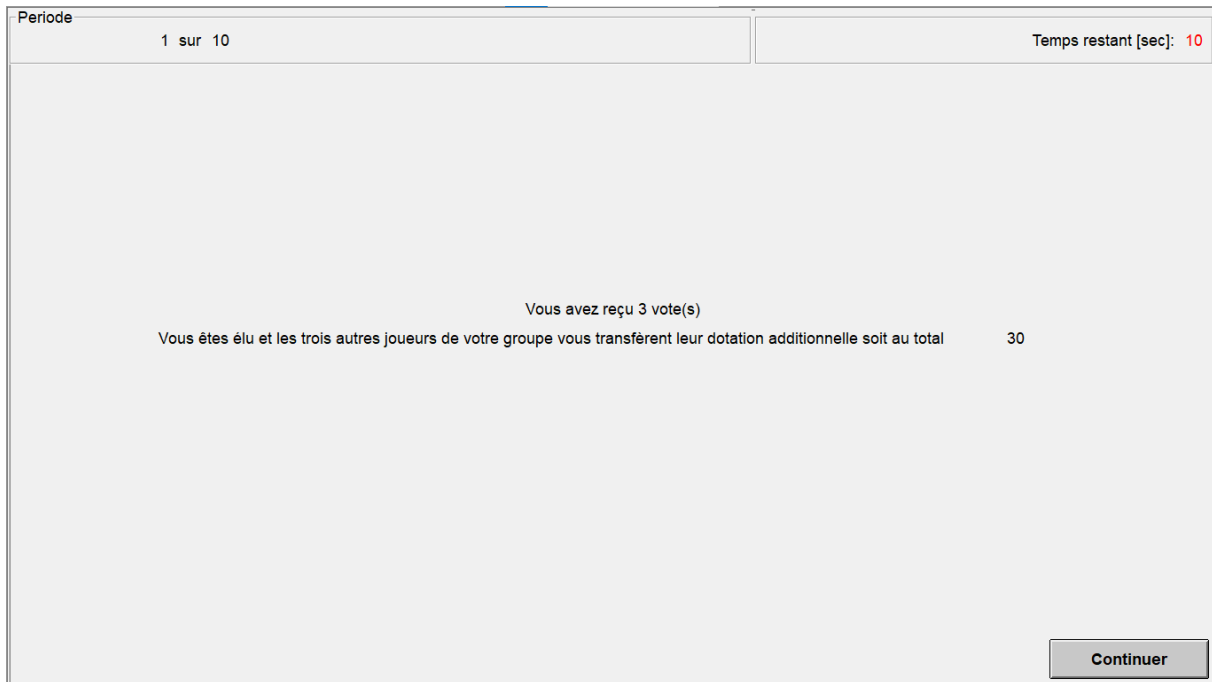 Periode
1 sur 10
Temps restant [sec]: 10
Vous avez reçu 3 vote(s)
Vous êtes élu et les trois autres joueurs de votre groupe vous transfèrent leur dotation additionnelle soit au total 30
Continuer